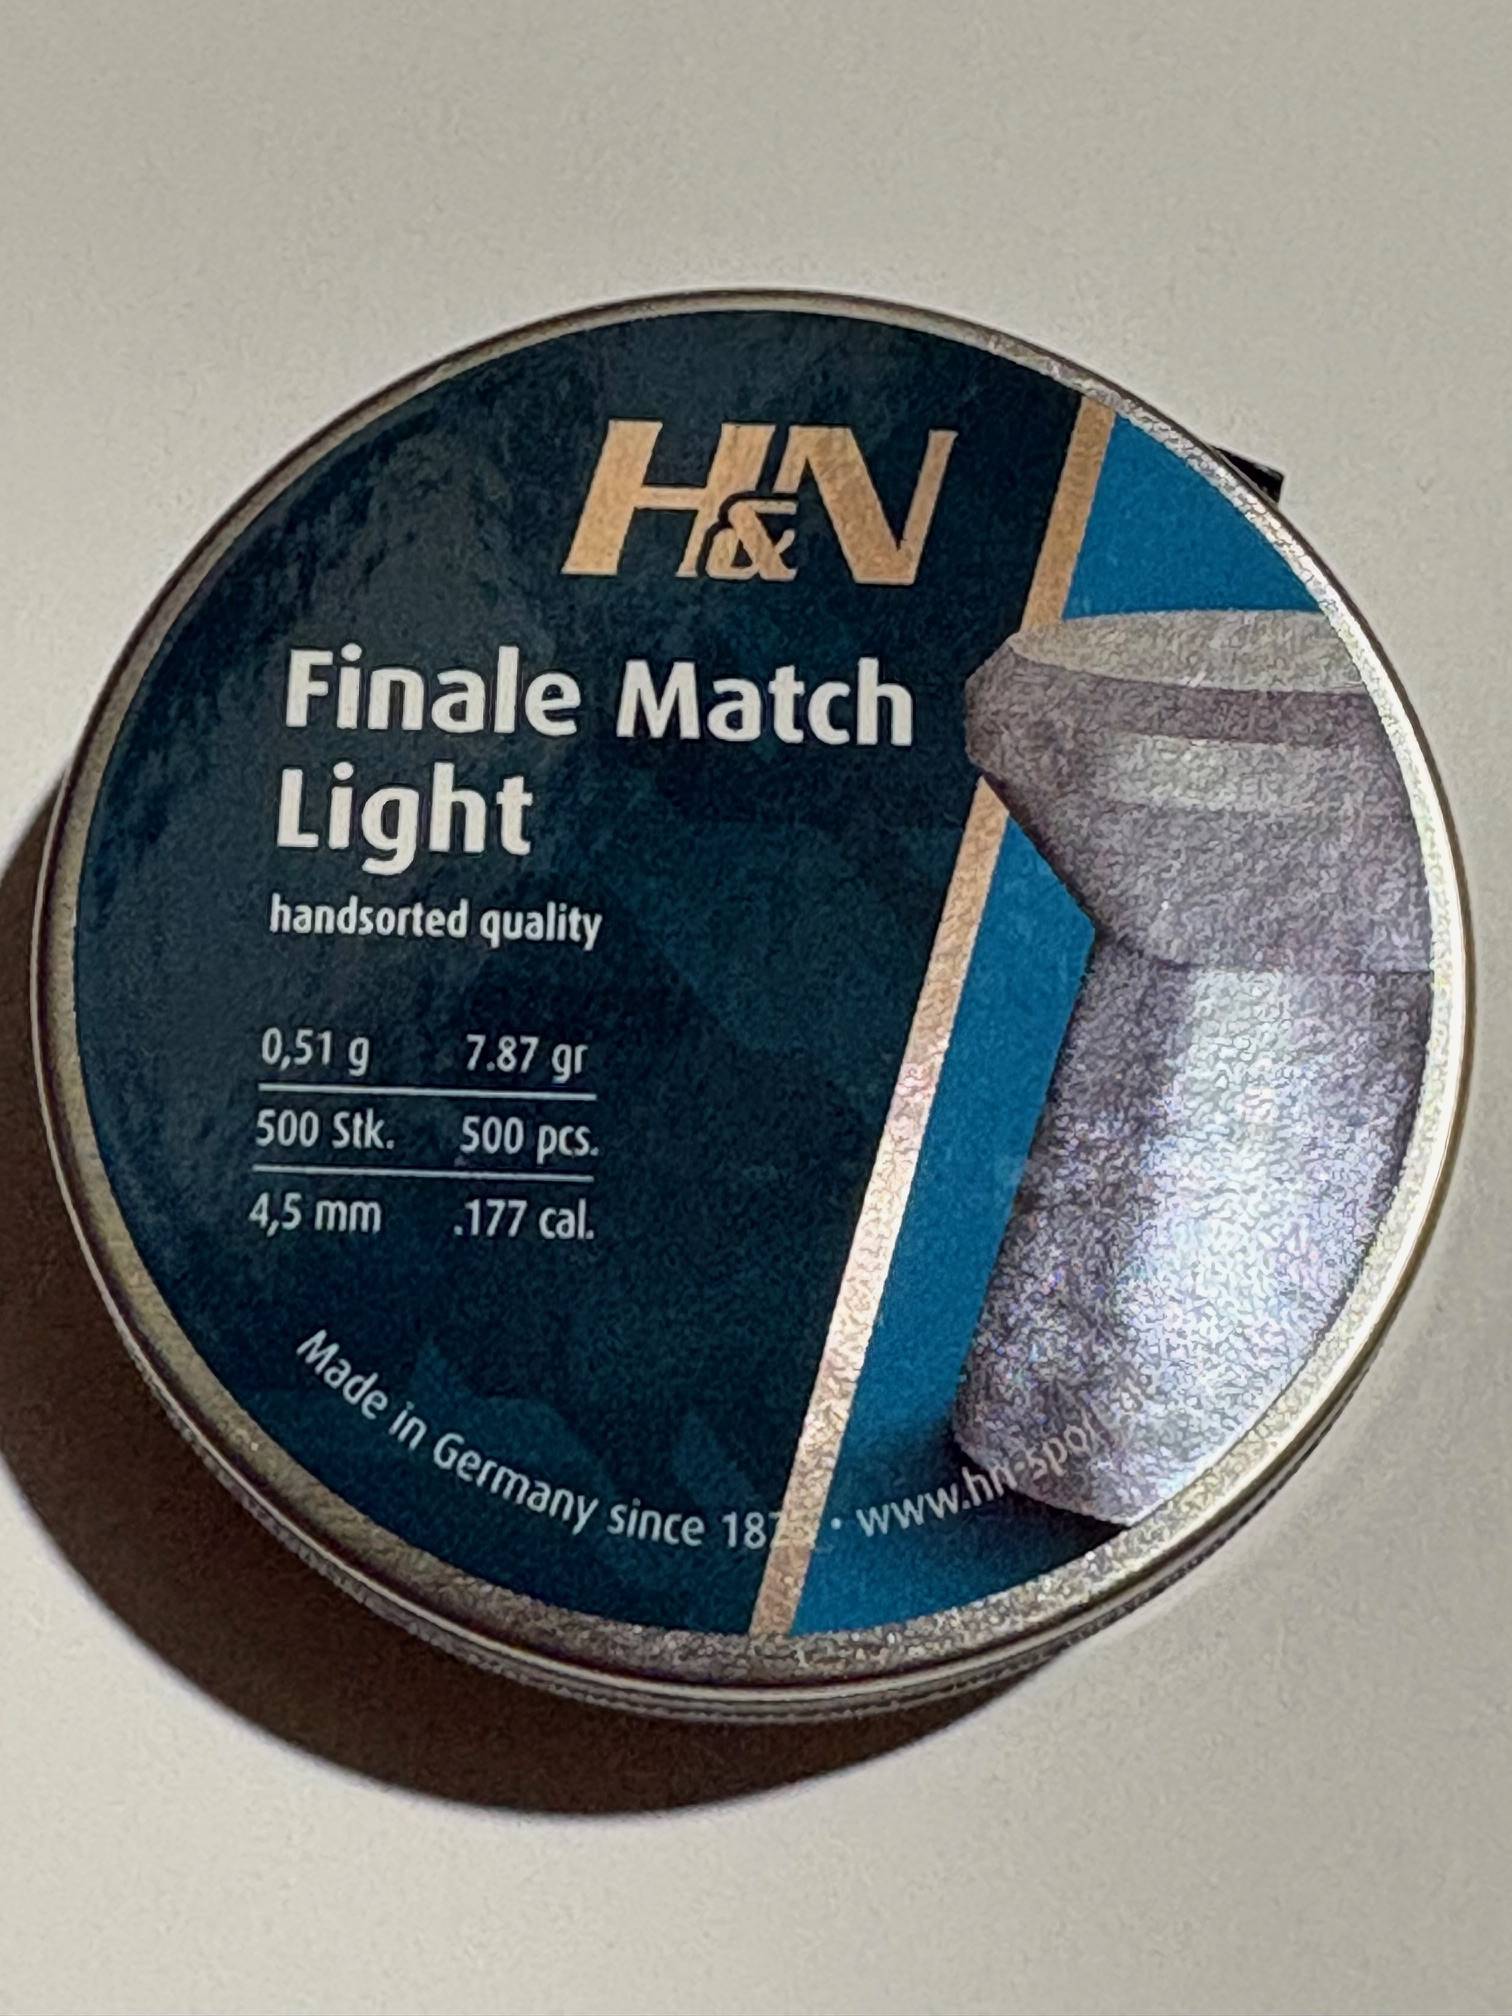 H&N
Finale Match
Light
handsorted quality
0,51 g 7.87 gr
500 Stk. 500 pcs.
4,5 mm .177 cal.
Made in Germany since